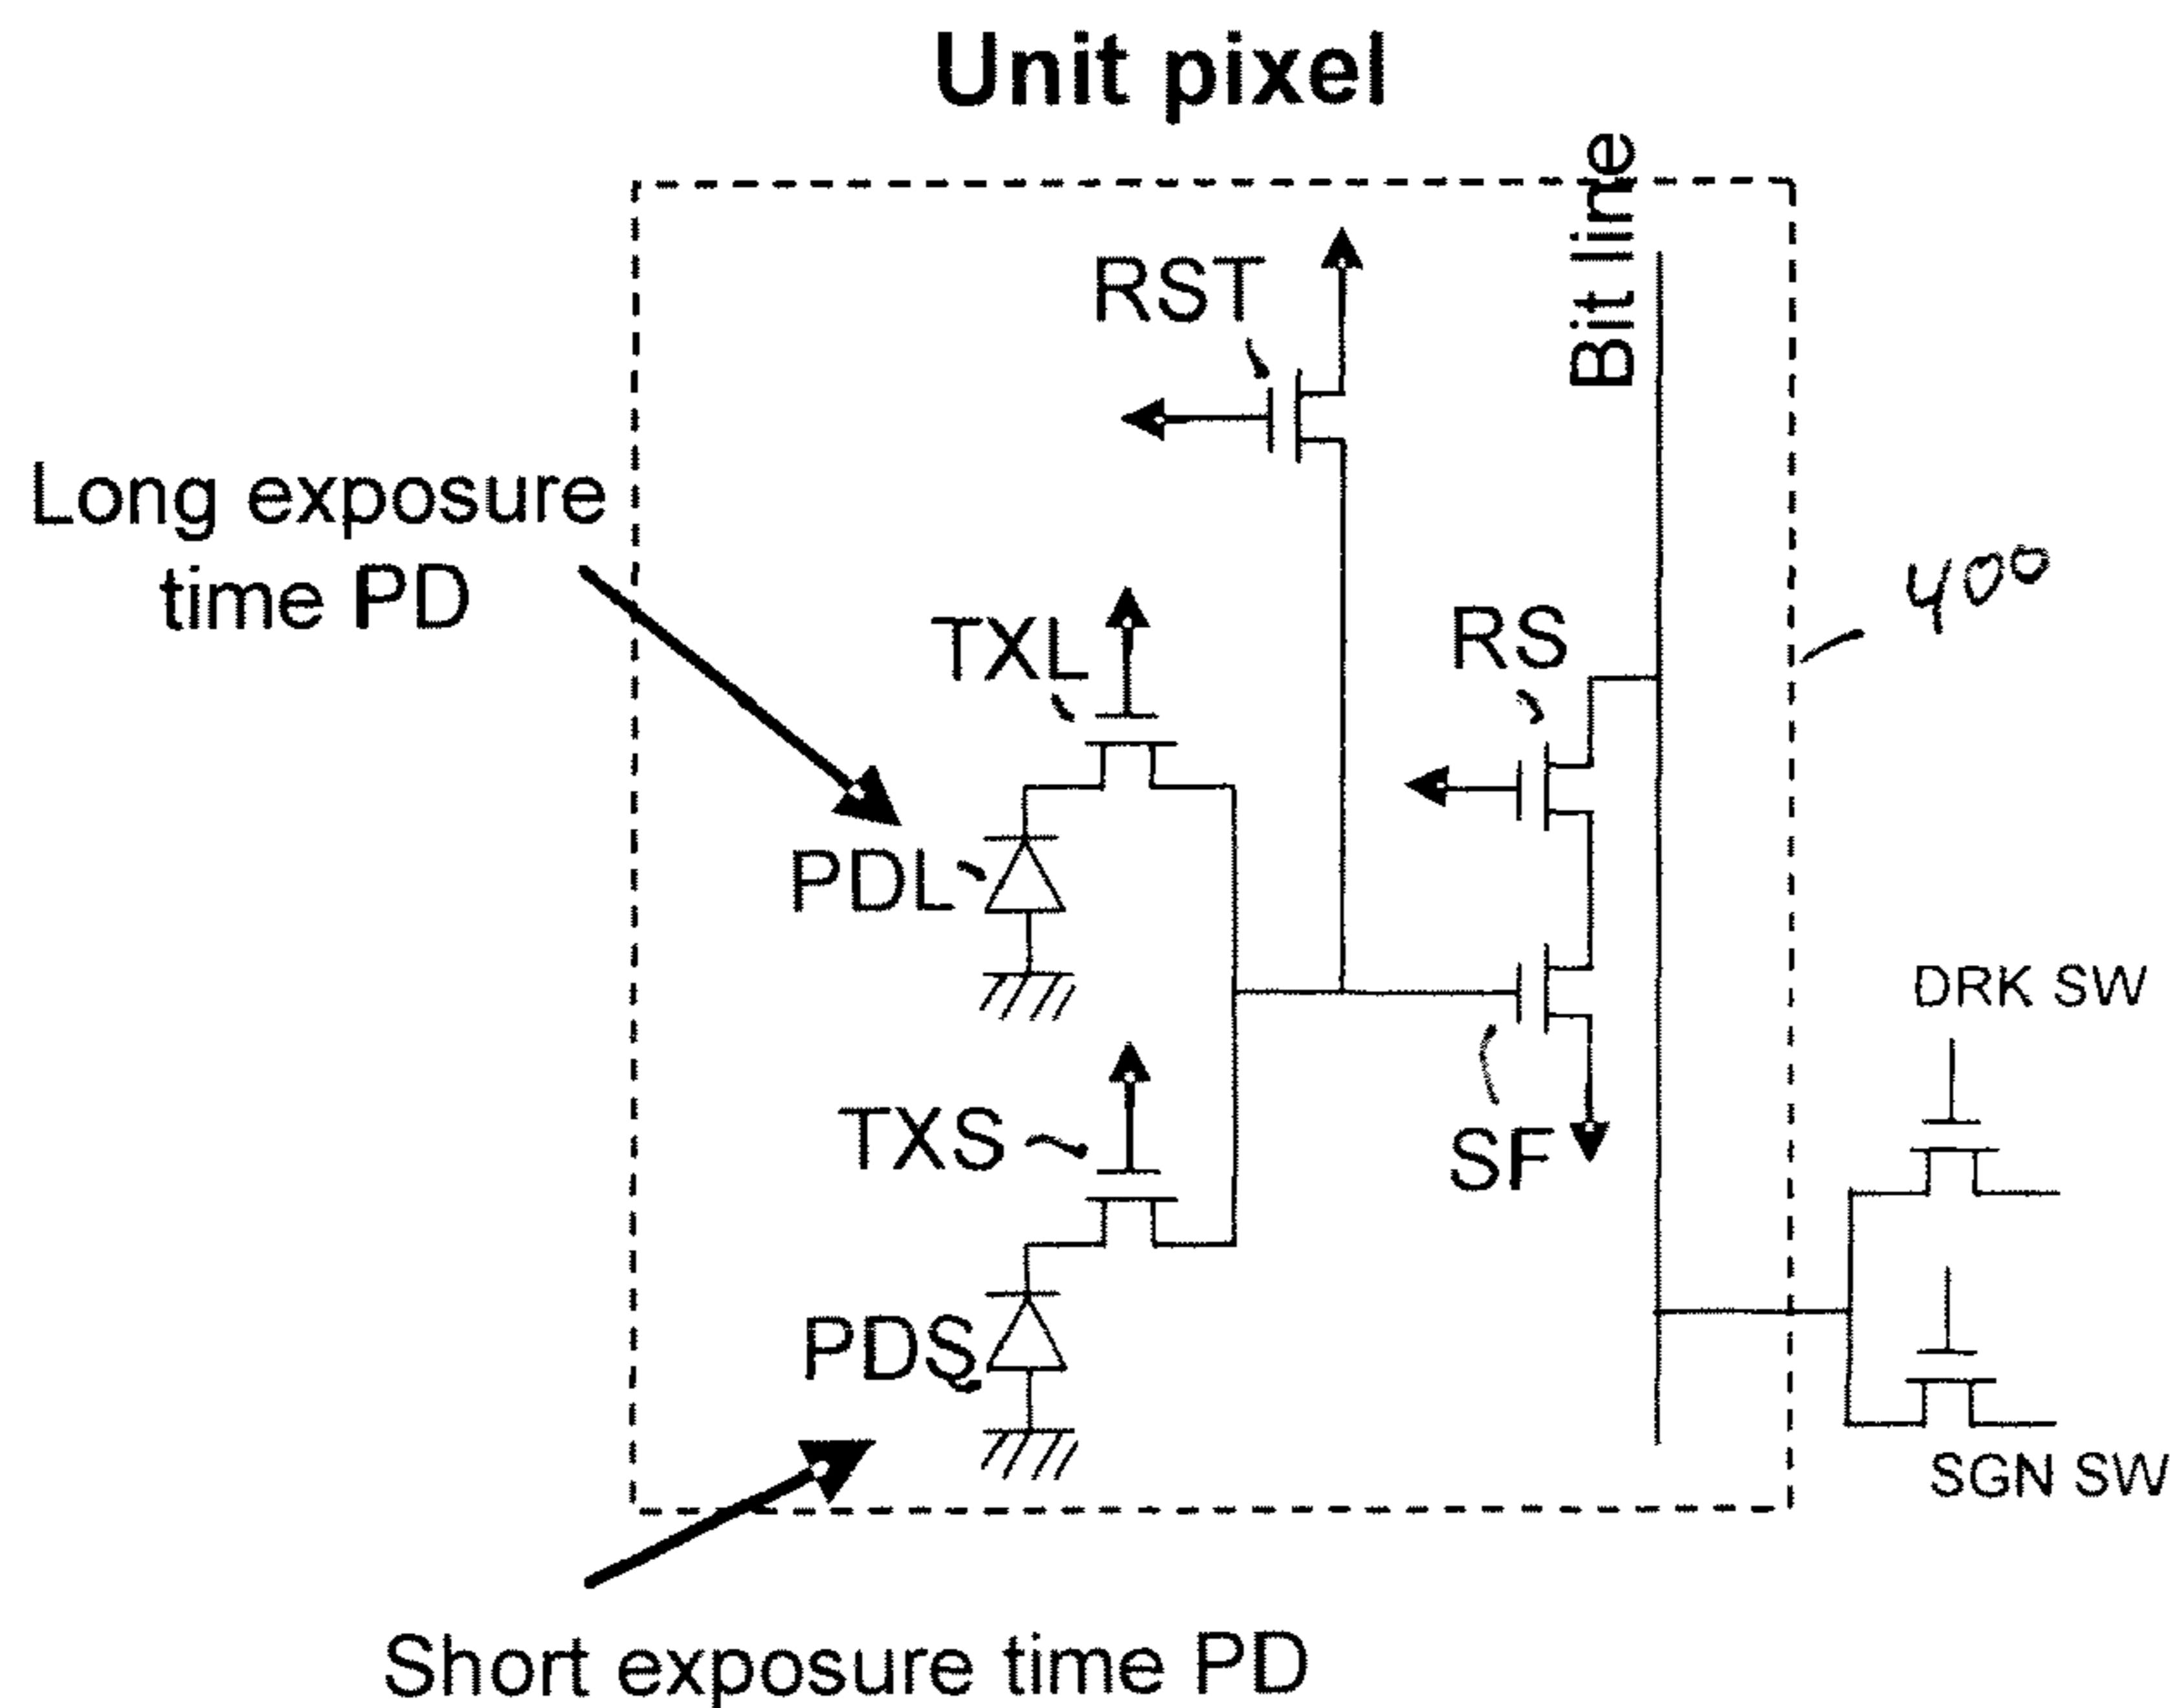 Unit pixel
Bit line
RST
Long exposure
time PD
400
TXL
RS
PDL
DRK SW
TXS
SF
PDS
SGN SW
Short exposure time PD